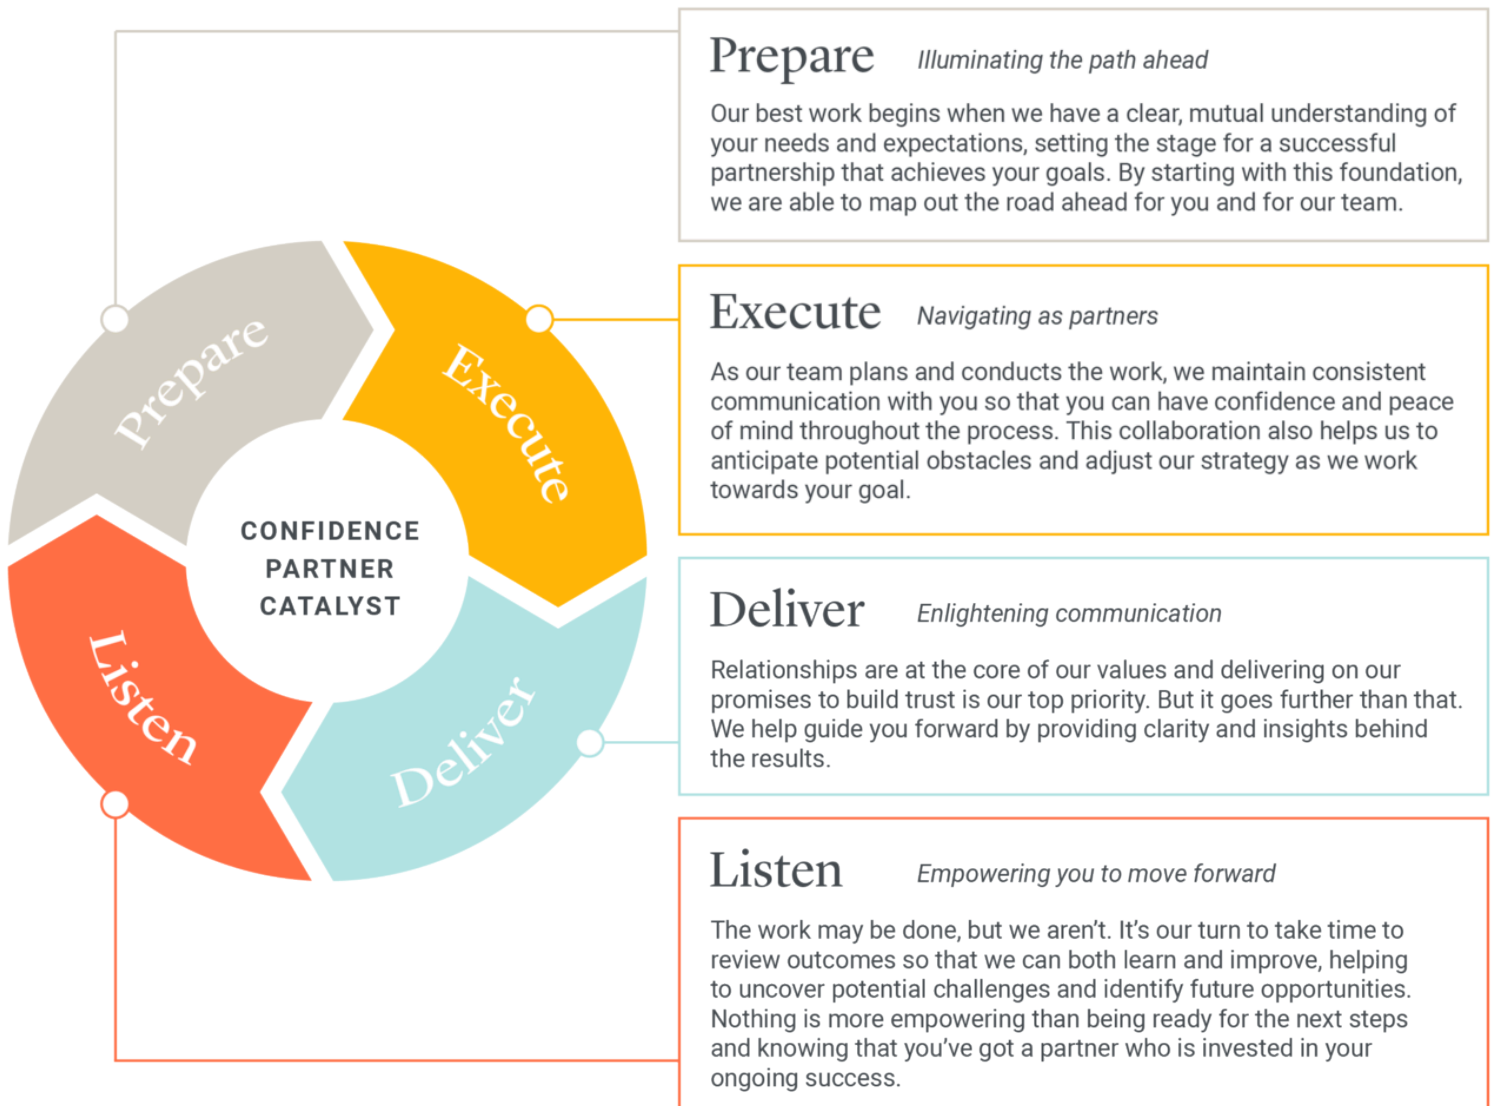 Prepare Illuminating the path ahead
Our best work begins when we have a clear, mutual understanding of
your needs and expectations, setting the stage for a successful
partnership that achieves your goals. By starting with this foundation,
we are able to map out the road ahead for you and for our team.
Execute Navigating as partners
As our team plans and conducts the work, we maintain consistent
communication with you so that you can have confidence and peace
of mind throughout the process. This collaboration also helps us to
anticipate potential obstacles and adjust our strategy as we work
towards your goal.
Deliver Enlightening communication
Relationships are at the core of our values and delivering on our
promises to build trust is our top priority. But it goes further than that.
We help guide you forward by providing clarity and insights behind
the results.
Listen Empowering you to move forward
The work may be done, but we aren’t. It’s our turn to take time to
review outcomes so that we can both learn and improve, helping
to uncover potential challenges and identify future opportunities.
Nothing is more empowering than being ready for the next steps
and knowing that you’ve got a partner who is invested in your
ongoing success.
Prepare
Execute
Deliver
Listen
CONFIDENCE
PARTNER
CATALYST